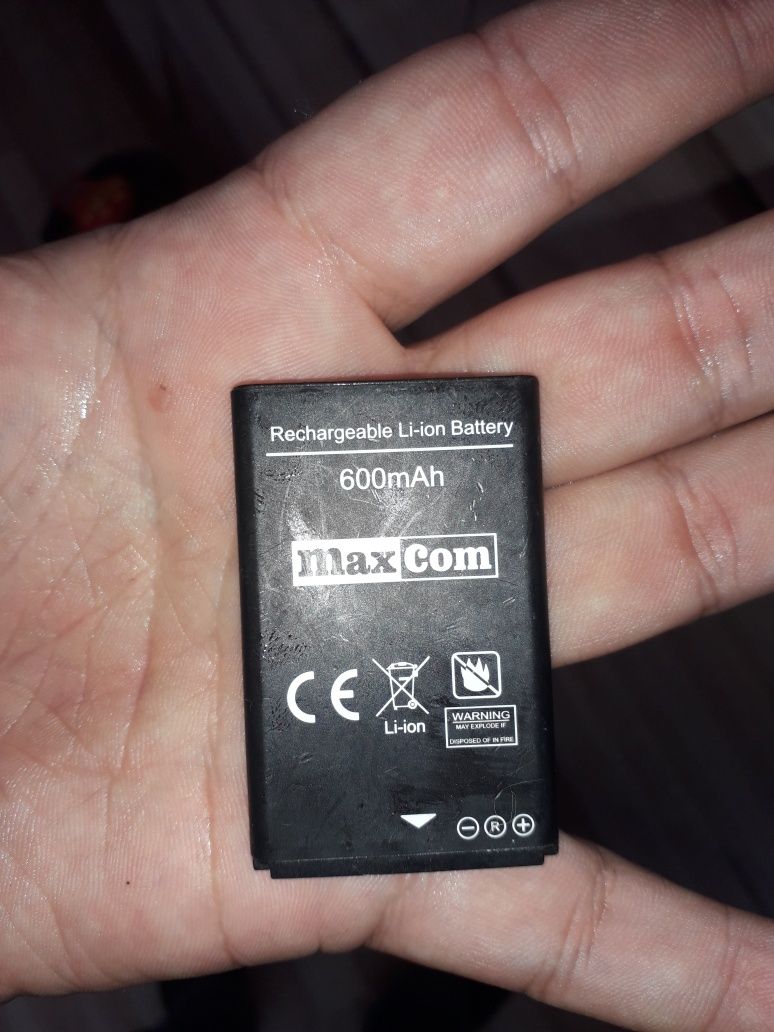 Rechargeable Li-ion Battery
600mAh
maxcom
CE
Li-ion
WARNING
MAY EXPLODE IF
DISPOSED OF IN FIRE
- R +